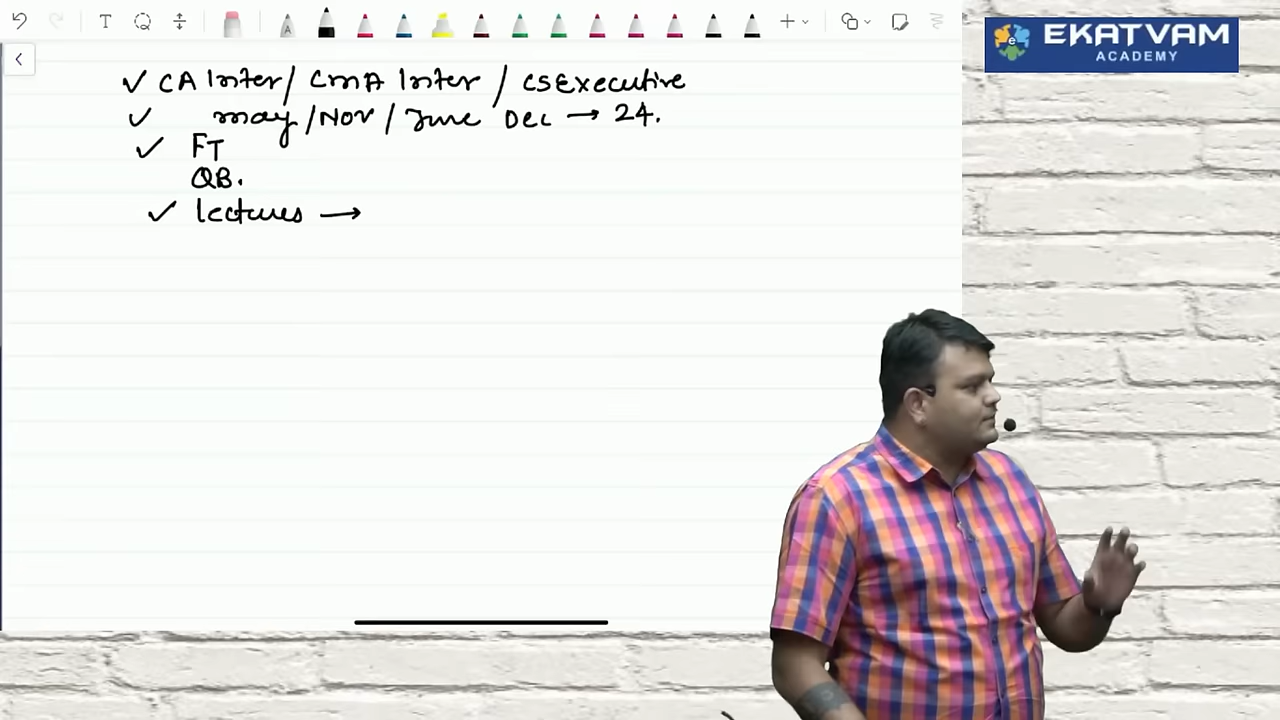 EKATVAM
ACADEMY
✓ CA Inter / CMA Inter / CS Executive
✓ may / Nov / June Dec → 24.
✓ FT
QB.
✓ lectures →